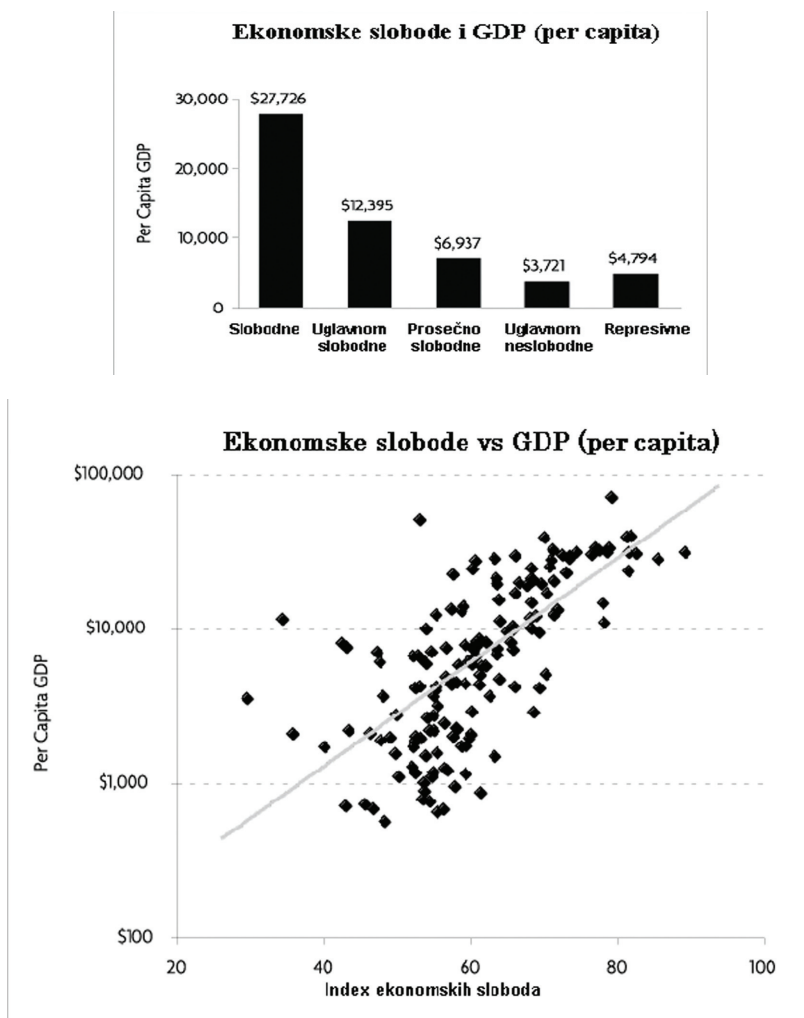 Ekonomske slobode i GDP (per capita)
Per Capita GDP
30,000
20,000
10,000
0
$27,726
$12,395
$6,937
$3,721
$4,794
Slobodne
Uglavnom
slobodne
Prosečno
slobodne
Uglavnom
neslobodne
Represivne
Ekonomske slobode vs GDP (per capita)
Per Capita GDP
$100,000
$10,000
$1,000
$100
20 40 60 80 100
Index ekonomskih sloboda